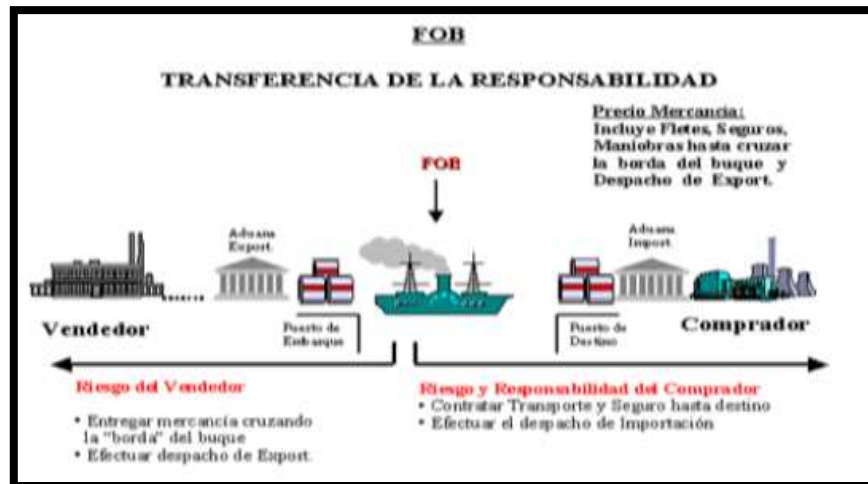 FOB
TRANSFERENCIA DE LA RESPONSABILIDAD
Precio Mercancía:
Incluye Fletes, Seguros,
Maniobras hasta cruzar
la borda del buque y
Despacho de Export.
FOB
Aduana
Export.
Aduana
Import.
Vendedor
Puerto de
Embarque
Puerto de
Destino
Comprador
Riesgo del Vendedor
• Entregar mercancía cruzando
la "borda" del buque
• Efectuar despacho de Export.
Riesgo y Responsabilidad del Comprador
• Contratar Transporte y Seguro hasta destino
• Efectuar el despacho de Importación